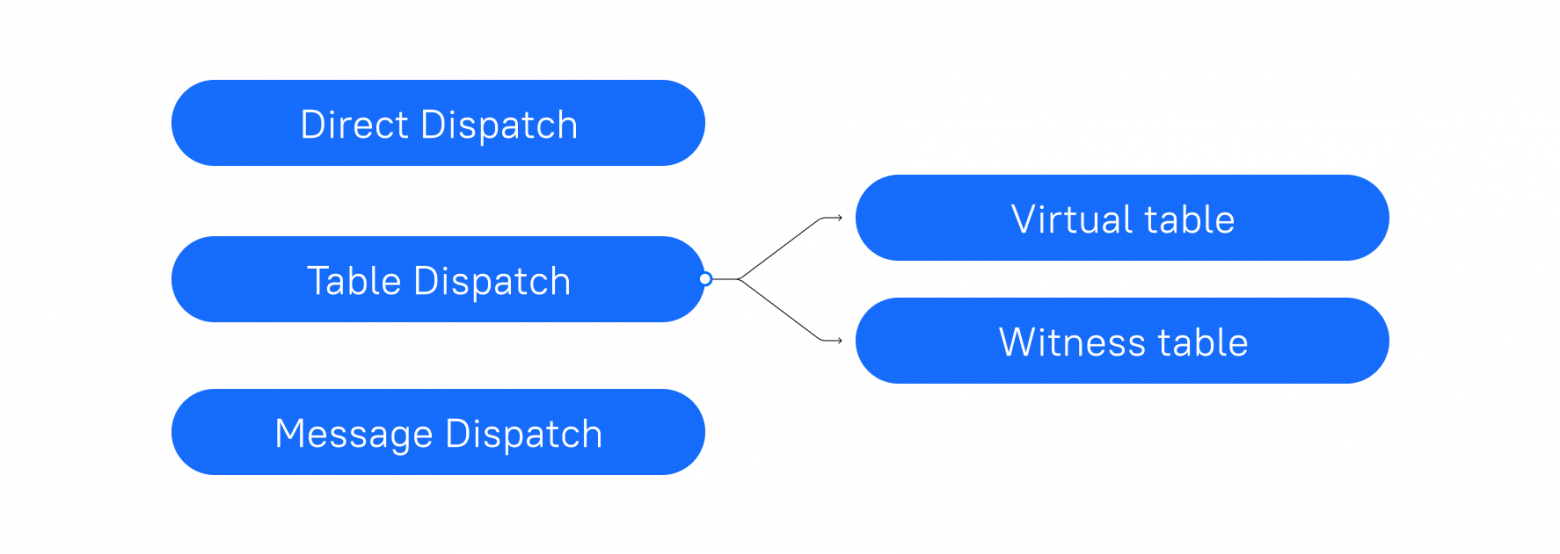 Direct Dispatch
Table Dispatch
Virtual table
Witness table
Message Dispatch